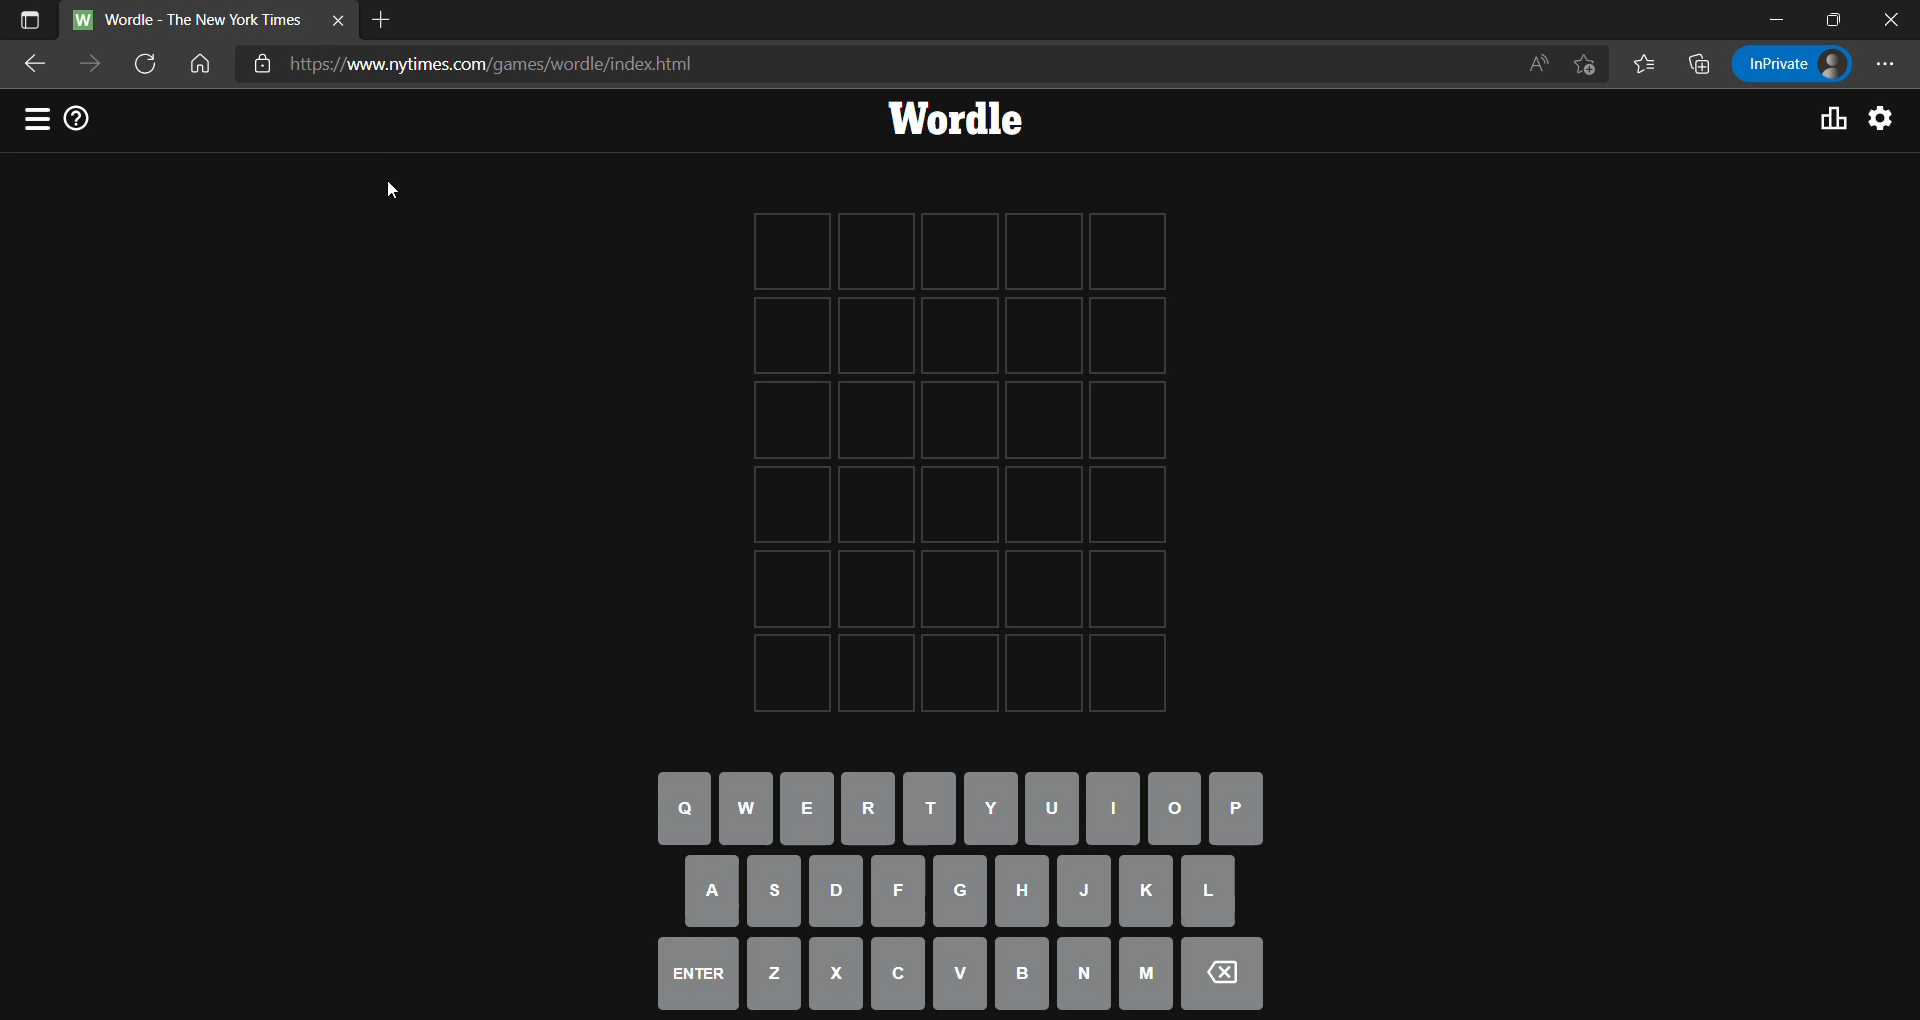 W Wordle - The New York Times
https://www.nytimes.com/games/wordle/index.html
InPrivate
Wordle
Q W E R T Y U I O P
A S D F G H J K L
ENTER Z X C V B N M